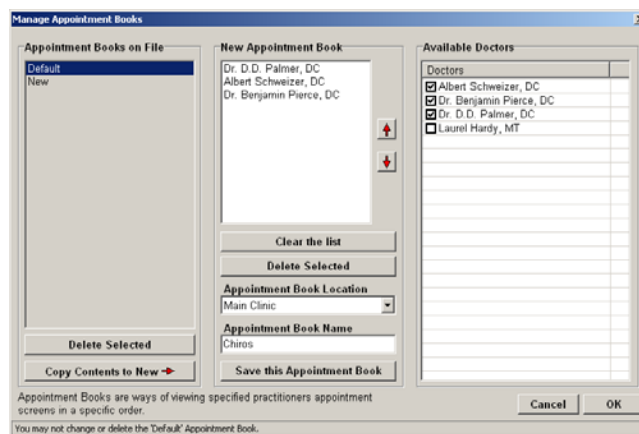 Manage Appointment Books
Appointment Books on File
Default
New
Delete Selected
Copy Contents to New
New Appointment Book
Dr. D.D. Palmer, DC
Albert Schweizer, DC
Dr. Benjamin Pierce, DC
Clear the list
Delete Selected
Appointment Book Location
Main Clinic
Appointment Book Name
Chiros
Save this Appointment Book
Available Doctors
Doctors
Albert Schweizer, DC
Dr. Benjamin Pierce, DC
Dr. D.D. Palmer, DC
Laurel Hardy, MT
Appointment Books are ways of viewing specified practitioners appointment
screens in a specific order.
Cancel
OK
You may not change or delete the 'Default' Appointment Book.